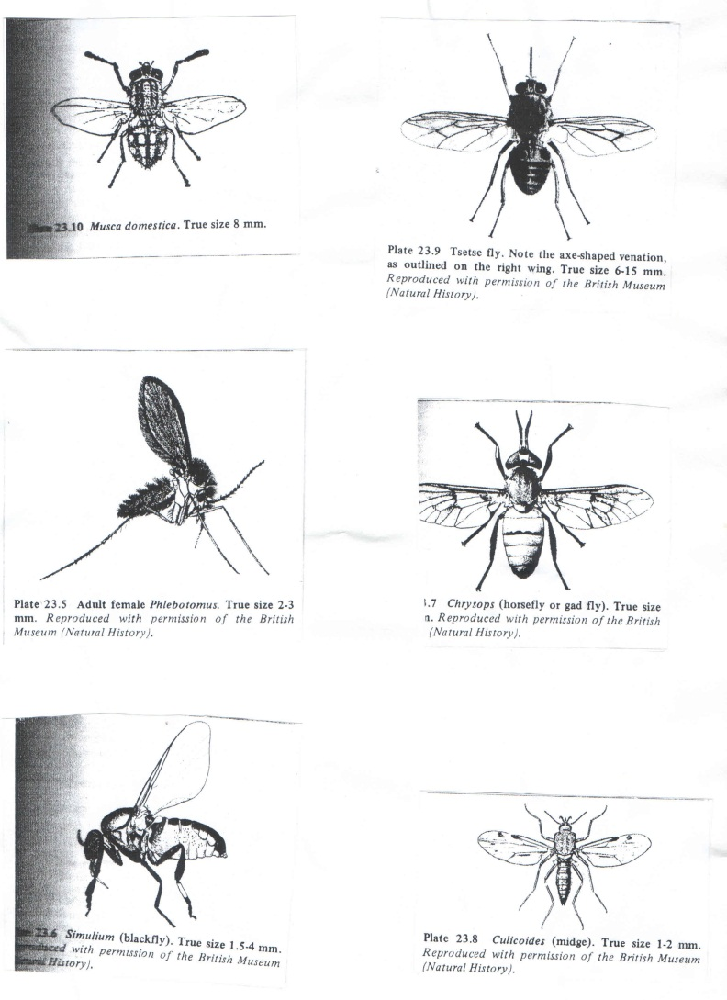 23.10 Musca domestica. True size 8 mm.
Plate 23.9 Tsetse fly. Note the axe-shaped venation,
as outlined on the right wing. True size 6-15 mm.
Reproduced with permission of the British Museum
(Natural History).
Plate 23.5 Adult female Phlebotomus. True size 2-3
mm. Reproduced with permission of the British
Museum (Natural History).
.7 Chrysops (horsefly or gad fly). True size
Reproduced with permission of the British Museum
(Natural History).
23.6 Simulium (blackfly). True size 1.5-4 mm.
with permission of the British Museum
History).
Plate 23.8 Culicoides (midge). True size 1-2 mm.
Reproduced with permission of the British Museum
(Natural History).